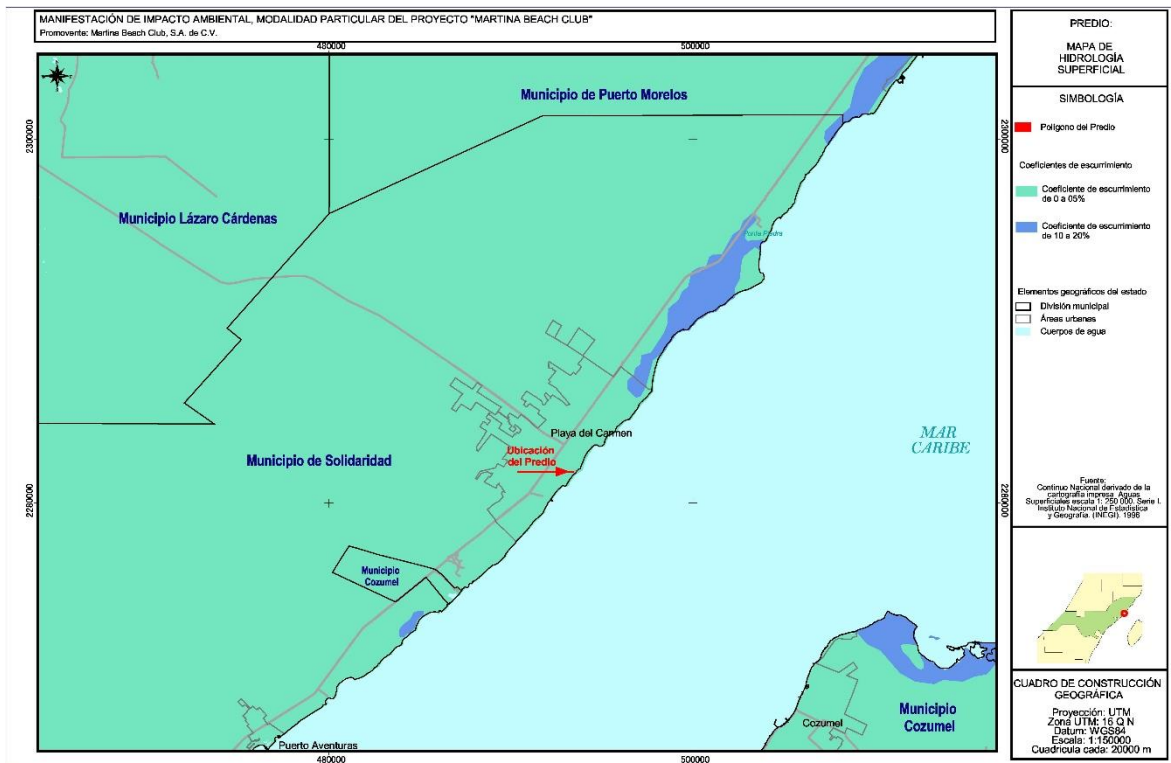 MANIFESTACIÓN DE IMPACTO AMBIENTAL, MODALIDAD PARTICULAR DEL PROYECTO "MARTINA BEACH CLUB"
Promovente: Martina Beach Club, S.A. de C.V.
480000
500000
Municipio de Puerto Morelos
2300000
2300000
Municipio Lázaro Cárdenas
Punta Piedra
Playa del Carmen
Ubicación
del Predio
MAR
CARIBE
Municipio de Solidaridad
2280000
2280000
Municipio
Cozumel
Municipio
Cozumel
Cozumel
Puerto Aventuras
480000
500000
PREDIO:
MAPA DE
HIDROLOGÍA
SUPERFICIAL
SIMBOLOGÍA
Polígono del Predio
Coeficientes de escurrimiento
Coeficiente de escurrimiento
de 0 a 05%
Coeficiente de escurrimiento
de 10 a 20%
Elementos geográficos del estado
División municipal
Áreas urbanas
Cuerpos de agua
Fuente:
Continuo Nacional derivado de la
cartografía impresa Aguas
Superficiales escala 1: 250 000. Serie I.
Instituto Nacional de Estadística
y Geografía. (INEGI). 1996
CUADRO DE CONSTRUCCIÓN
GEOGRÁFICA
Proyección: UTM
Zona UTM: 16 Q N
Datum: WGS84
Escala: 1:150000
Cuadricula cada: 20000 m